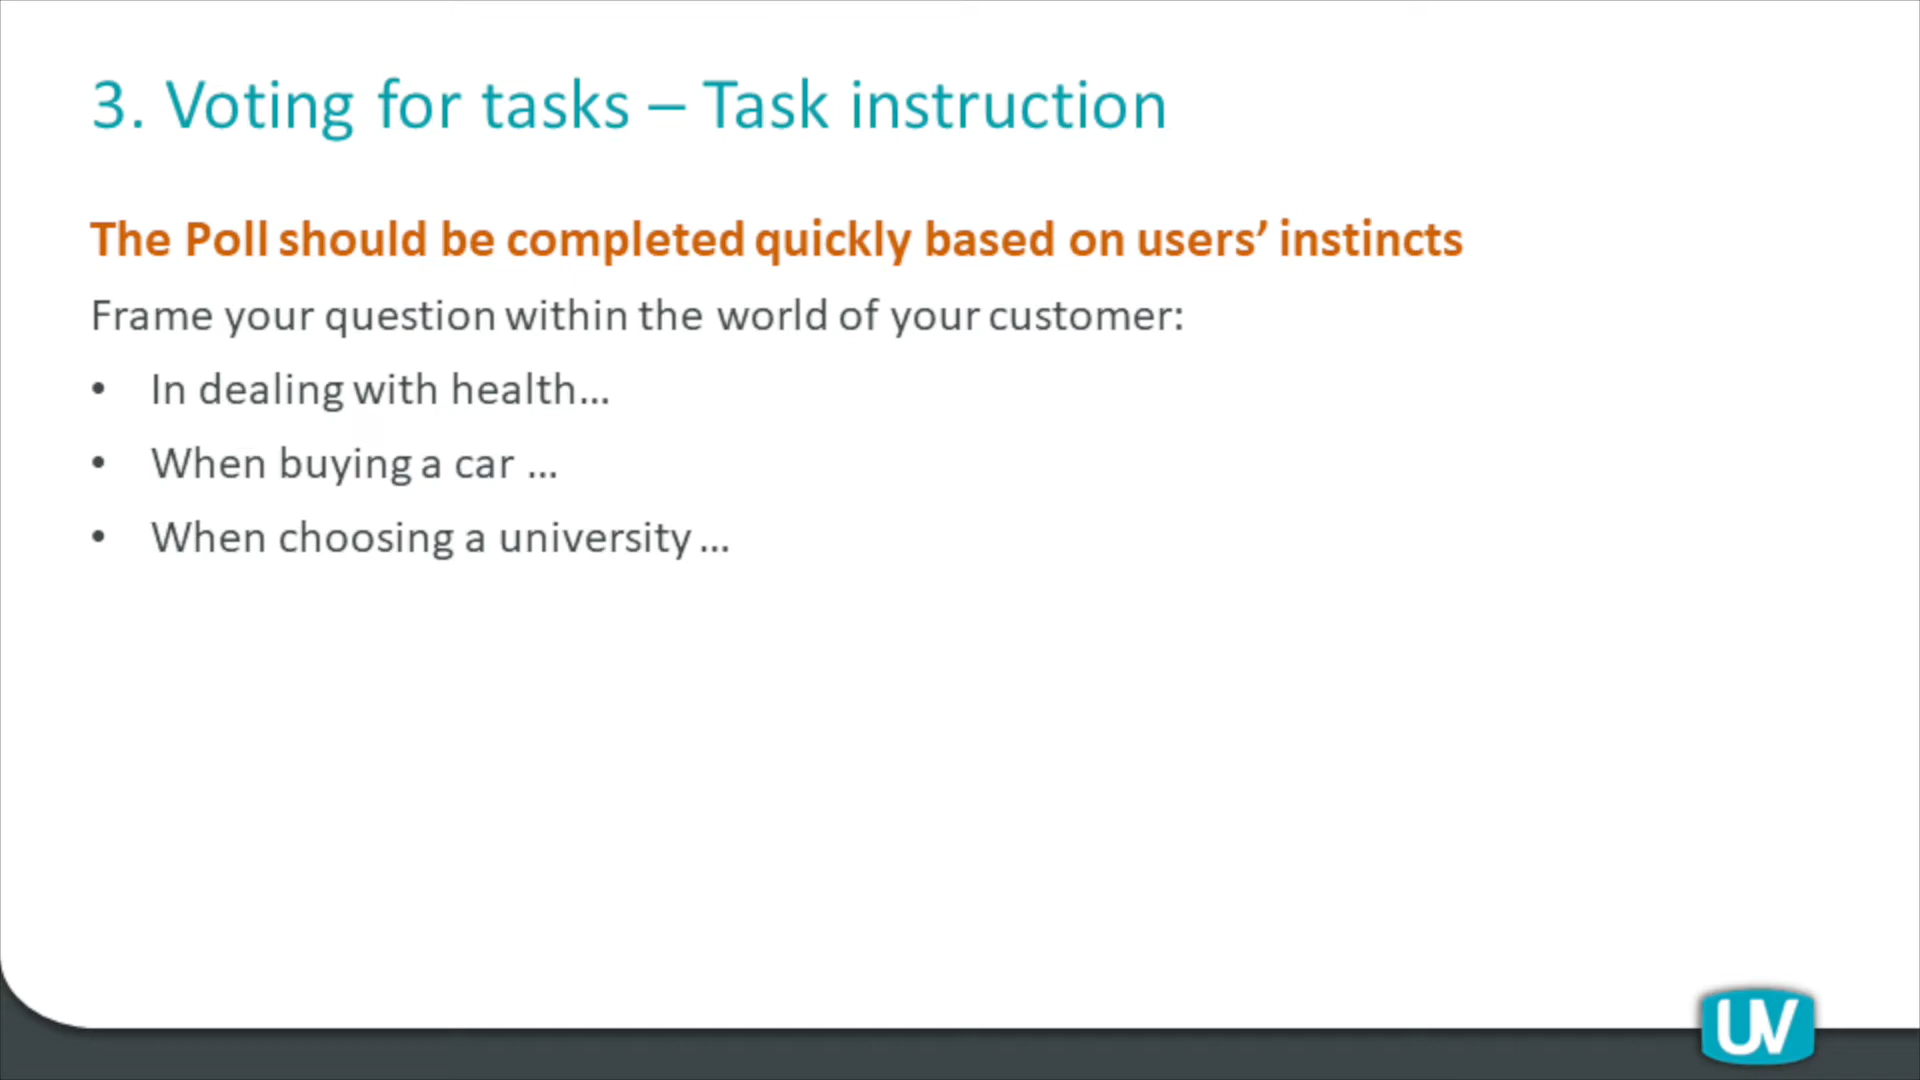 3. Voting for tasks – Task instruction
The Poll should be completed quickly based on users’ instincts
Frame your question within the world of your customer:
• In dealing with health...
• When buying a car ...
• When choosing a university ...
UV